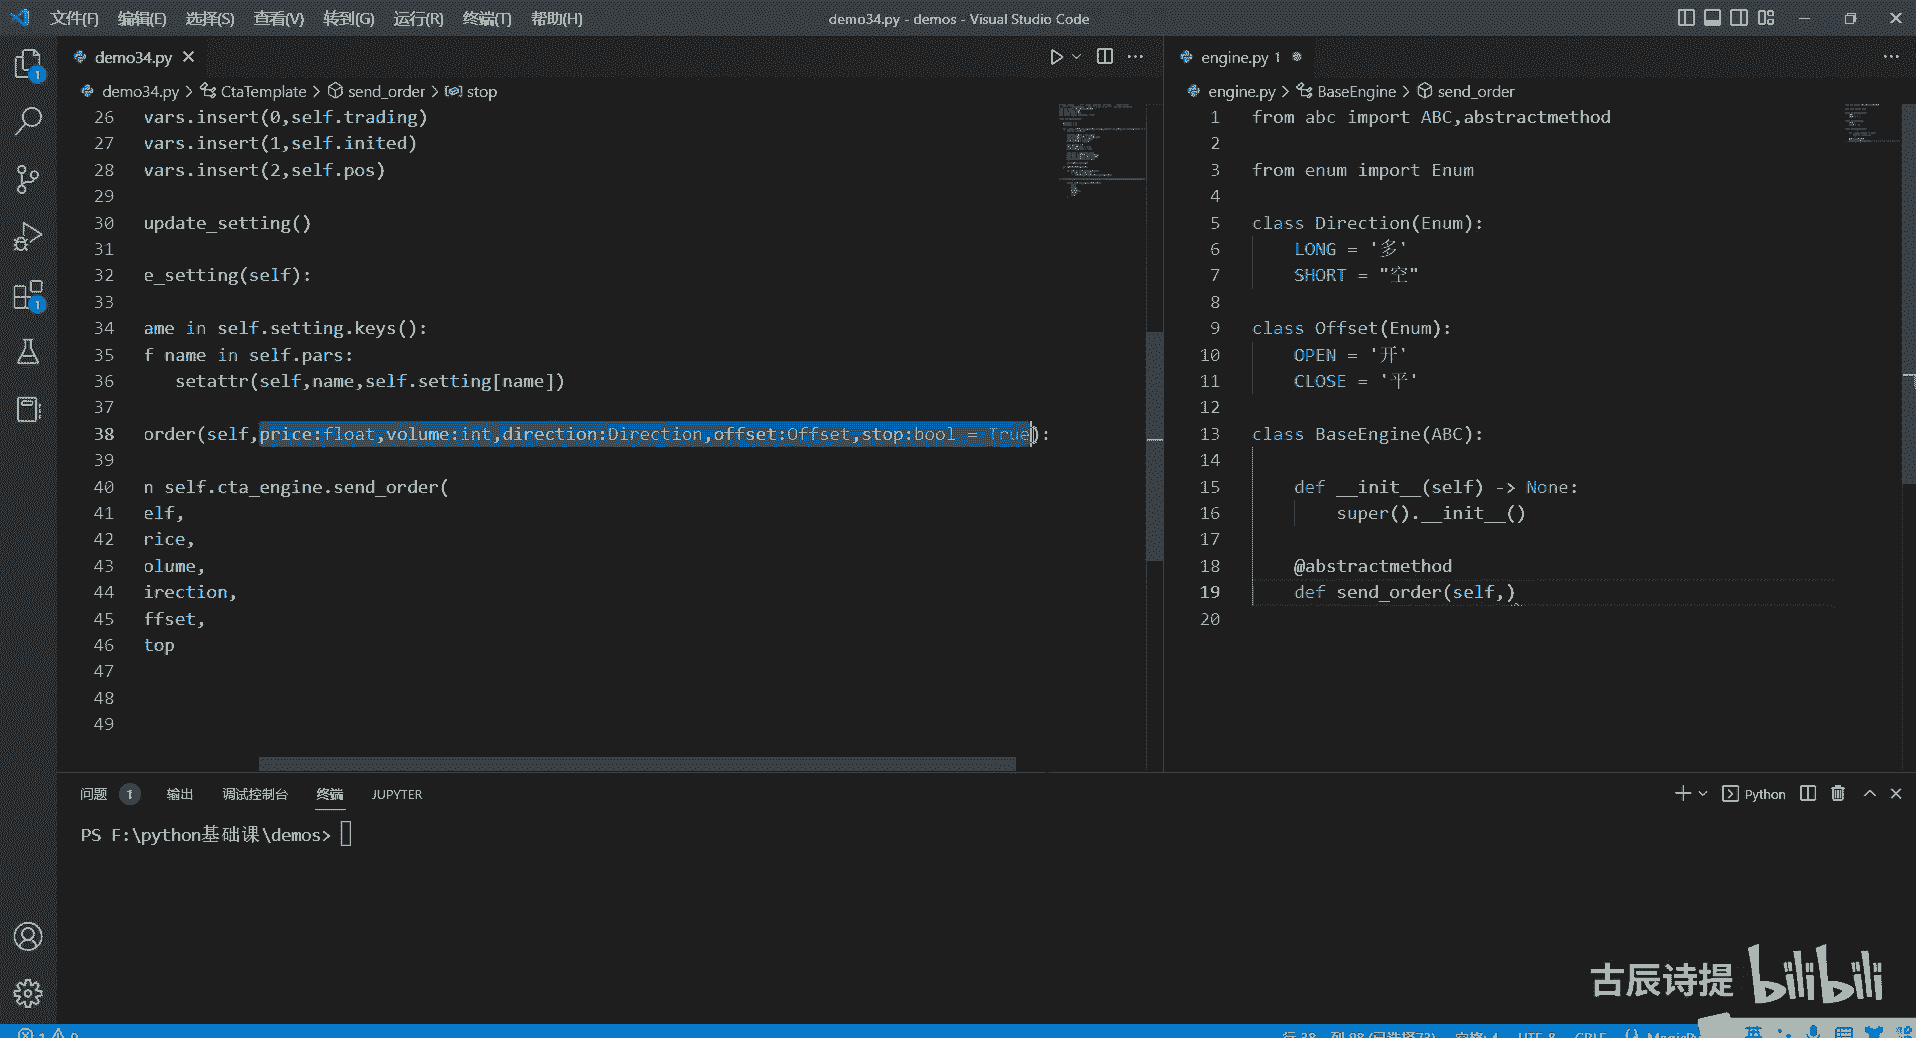 文件(F) 编辑(E) 选择(S) 查看(V) 转到(G) 运行(R) 终端(T) 帮助(H) demo34.py - demos - Visual Studio Code
demo34.py
demo34.py > CtaTemplate > send_order > stop
26 vars.insert(0,self.trading)
27 vars.insert(1,self.inited)
28 vars.insert(2,self.pos)
29
30 update_setting()
31
32 e_setting(self):
33
34 ame in self.setting.keys():
35 f name in self.pars:
36 setattr(self,name,self.setting[name])
37
38 order(self,price:float,volume:int,direction:Direction,offset:Offset,stop:bool = True):
39
40 n self.cta_engine.send_order(
41 elf,
42 rice,
43 olume,
44 irection,
45 ffset,
46 top
47
48
49
engine.py 1
engine.py > BaseEngine > send_order
1 from abc import ABC,abstractmethod
2
3 from enum import Enum
4
5 class Direction(Enum):
6 LONG = '多'
7 SHORT = "空"
8
9 class Offset(Enum):
10 OPEN = '开'
11 CLOSE = '平'
12
13 class BaseEngine(ABC):
14
15 def __init__(self) -> None:
16 super().__init__()
17
18 @abstractmethod
19 def send_order(self,)
20
1
1
问题 1 输出 调试控制台 终端 JUPYTER
Python
PS F:\python基础课\demos>
古辰诗提 bilibili